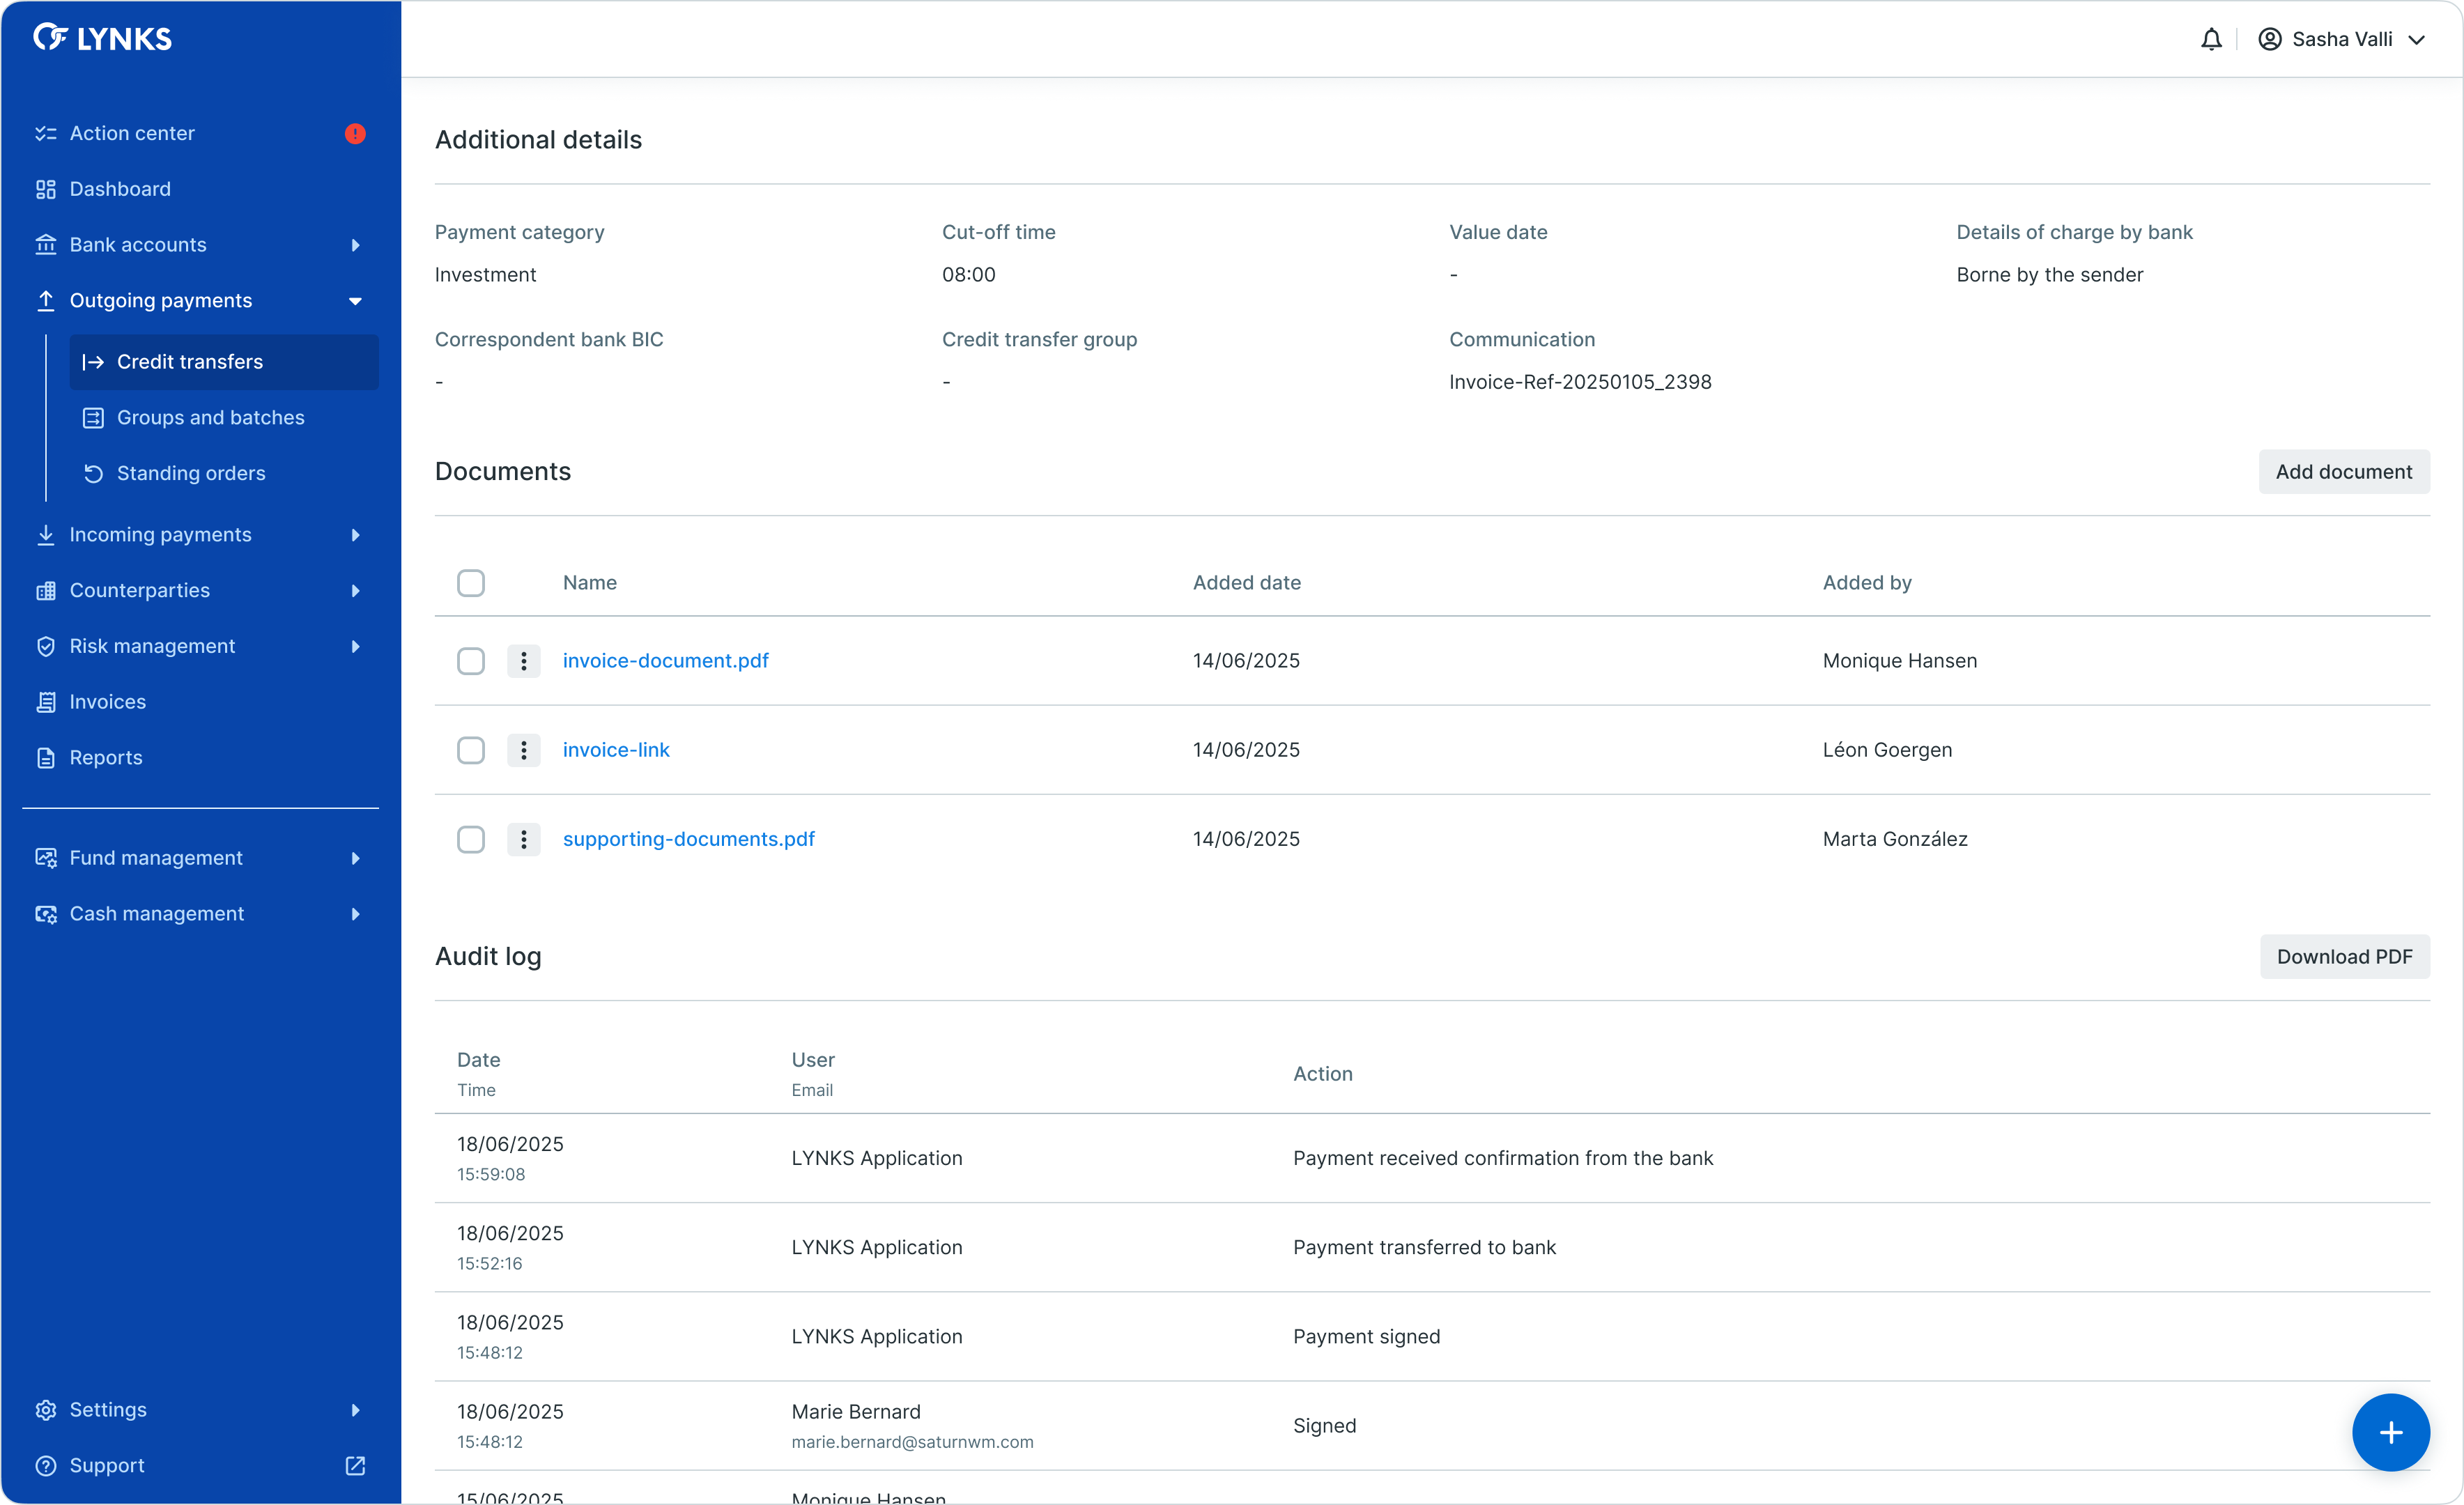 LYNKS
Sasha Valli
Action center
Dashboard
Bank accounts
Outgoing payments
Credit transfers
Groups and batches
Standing orders
Incoming payments
Counterparties
Risk management
Invoices
Reports
Fund management
Cash management
Settings
Support
Additional details
Payment category
Cut-off time
Value date
Details of charge by bank
Investment
08:00
-
Borne by the sender
Correspondent bank BIC
Credit transfer group
Communication
-
-
Invoice-Ref-20250105_2398
Documents
Add document
Name
Added date
Added by
invoice-document.pdf
14/06/2025
Monique Hansen
invoice-link
14/06/2025
Léon Goergen
supporting-documents.pdf
14/06/2025
Marta González
Audit log
Download PDF
Date
Time
User
Email
Action
18/06/2025
15:59:08
LYNKS Application
Payment received confirmation from the bank
18/06/2025
15:52:16
LYNKS Application
Payment transferred to bank
18/06/2025
15:48:12
LYNKS Application
Payment signed
18/06/2025
15:48:12
Marie Bernard
marie.bernard@saturnwm.com
Signed
15/06/2025
Monique Hansen